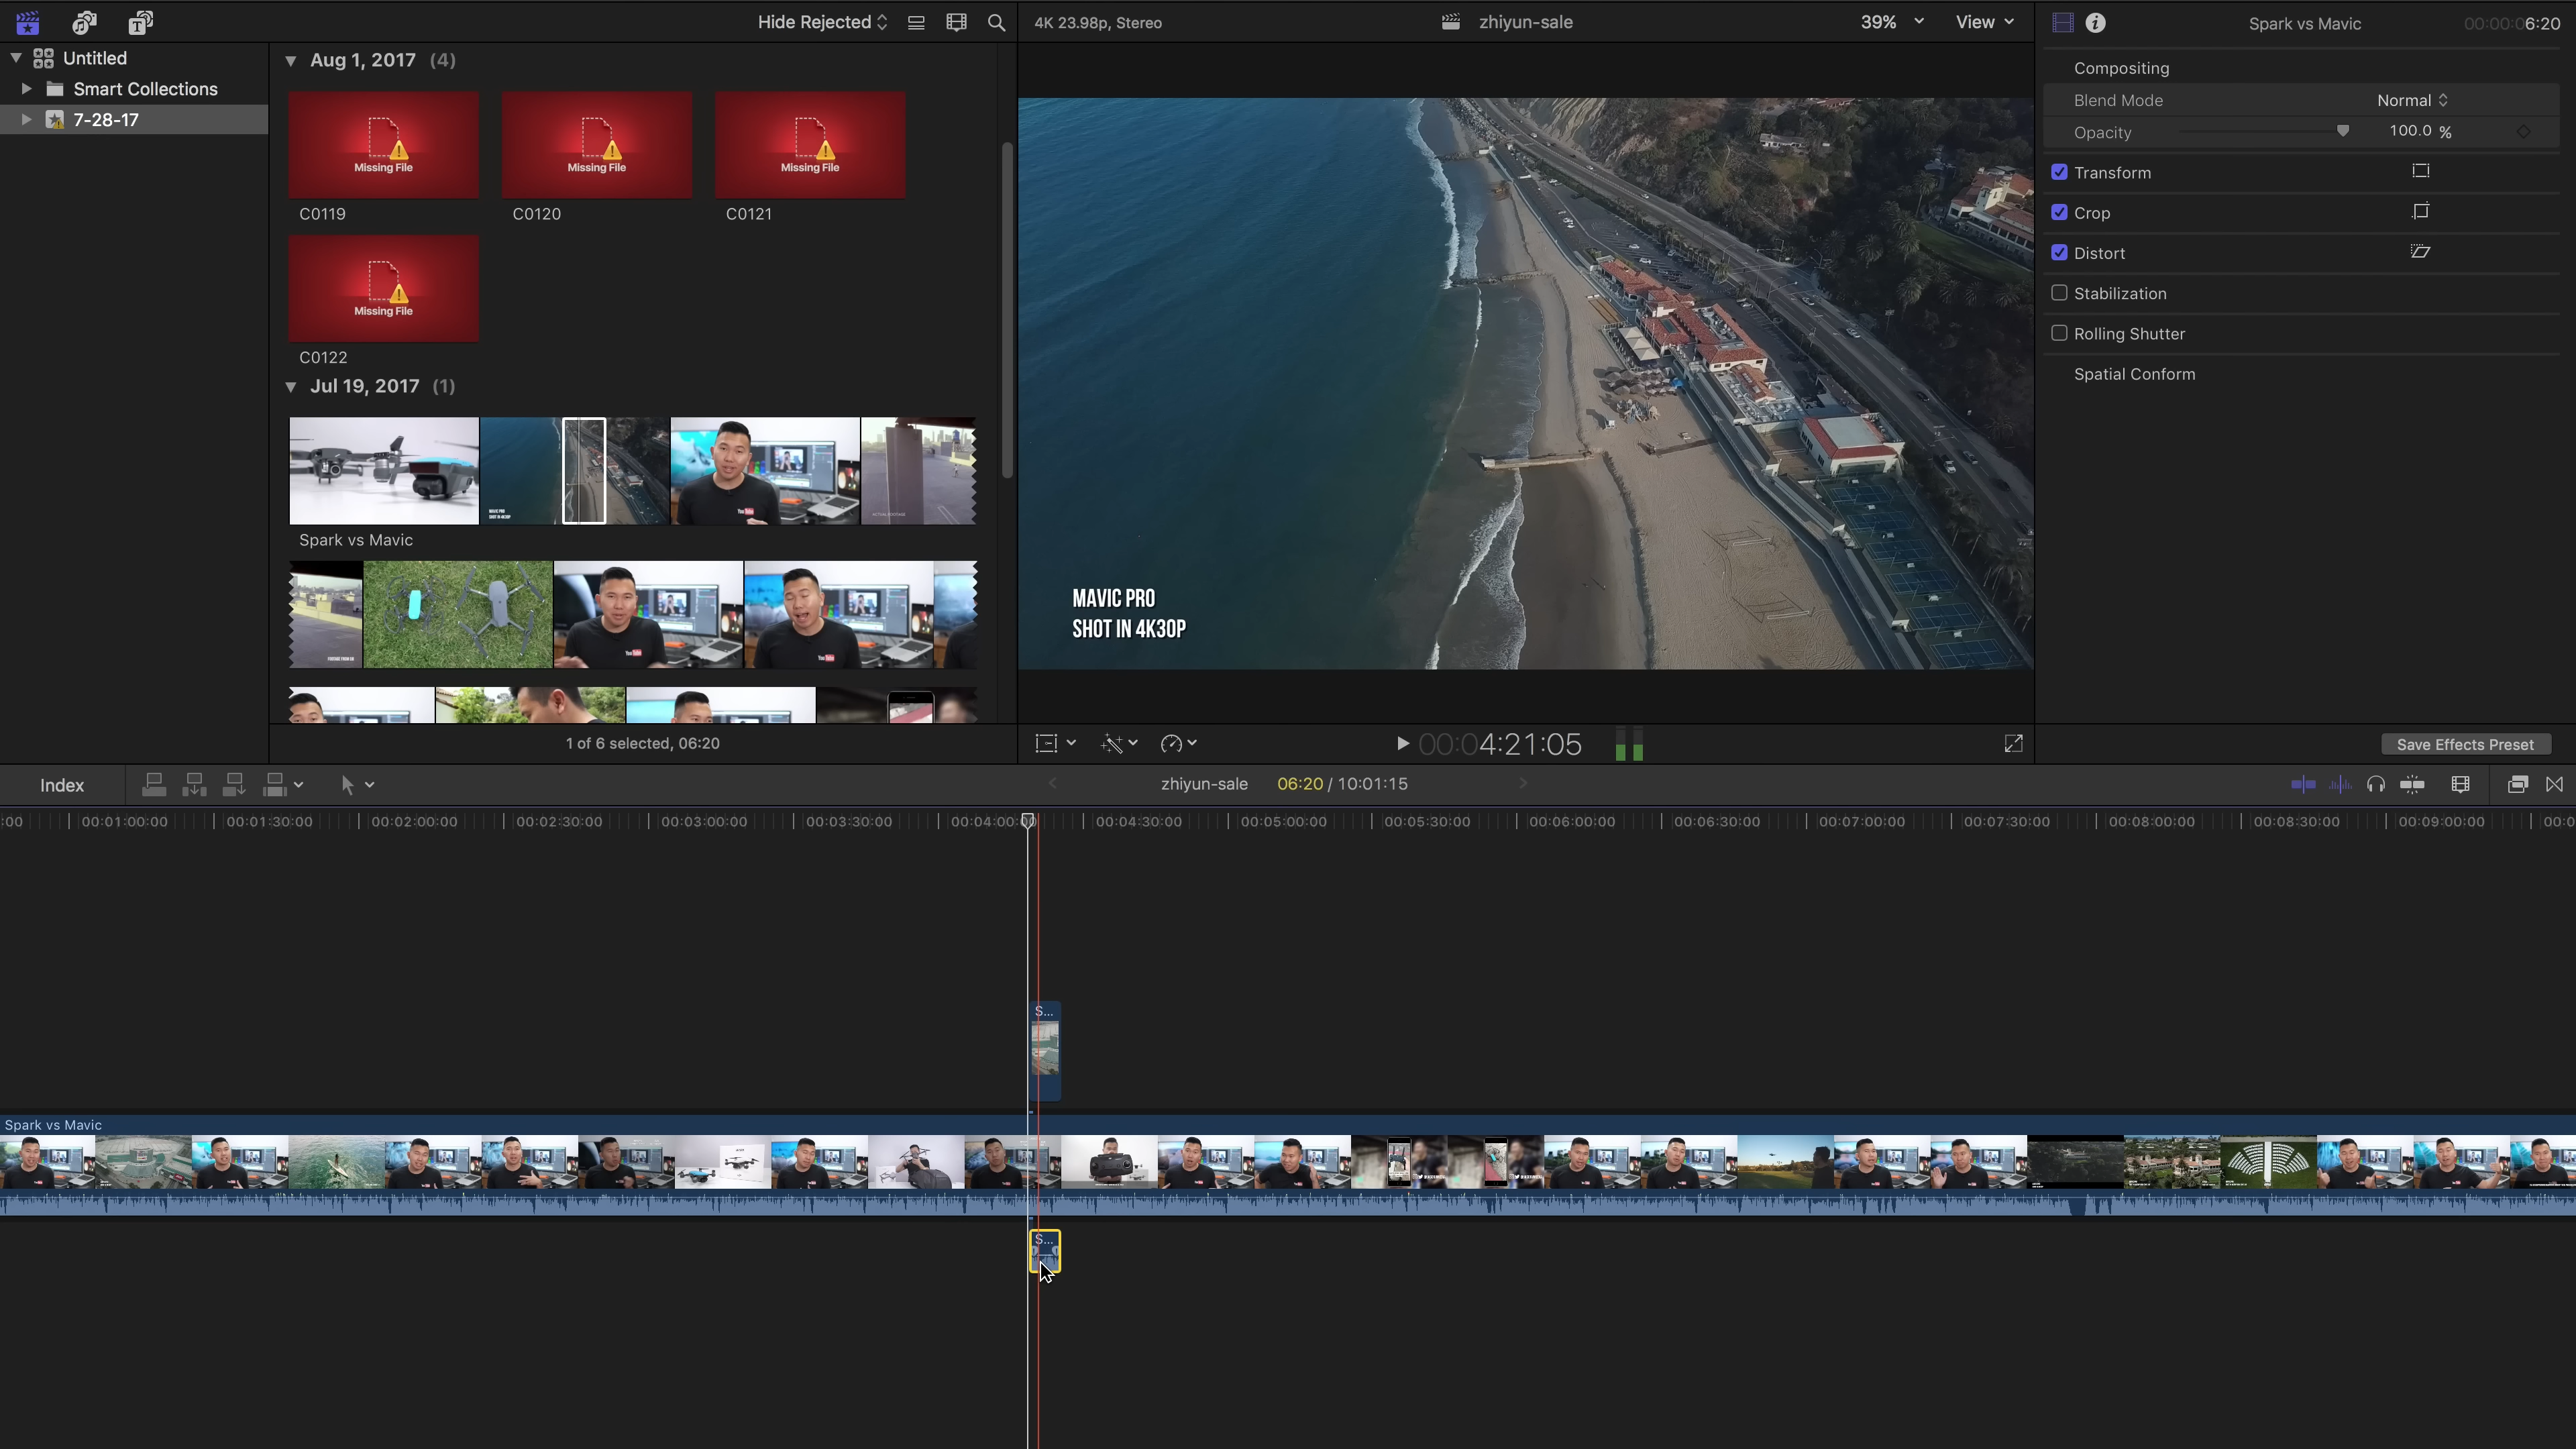 Hide Rejected
4K 23.98p, Stereo
zhiyun-sale
39%
View
Spark vs Mavic
00:00:06:20
Untitled
Smart Collections
7-28-17
Aug 1, 2017 (4)
Missing File
Missing File
Missing File
C0119
C0120
C0121
Missing File
C0122
Jul 19, 2017 (1)
Spark vs Mavic
1 of 6 selected, 06:20
MAVIC PRO
SHOT IN 4K30P
Compositing
Blend Mode
Normal
Opacity
100.0 %
Transform
Crop
Distort
Stabilization
Rolling Shutter
Spatial Conform
Save Effects Preset
00:04:21:05
Index
zhiyun-sale
06:20 / 10:01:15
:00
00:01:00:00
00:01:30:00
00:02:00:00
00:02:30:00
00:03:00:00
00:03:30:00
00:04:00:00
00:04:30:00
00:05:00:00
00:05:30:00
00:06:00:00
00:06:30:00
00:07:00:00
00:07:30:00
00:08:00:00
00:08:30:00
00:09:00:00
00:0
S...
Spark vs Mavic
S...